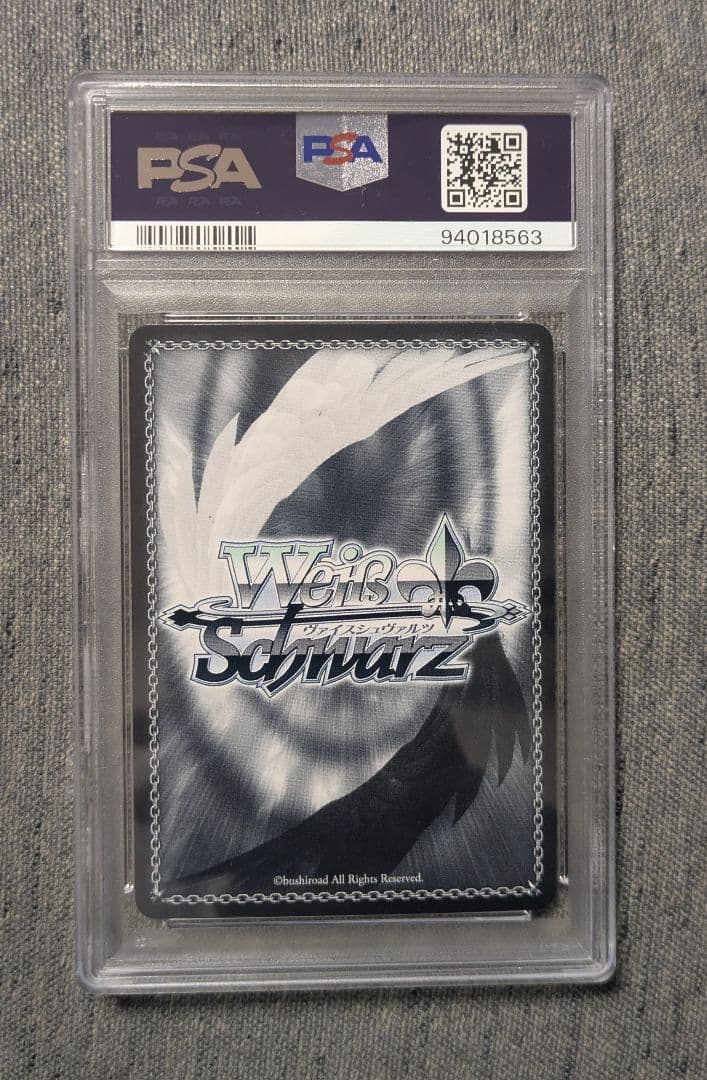 PSA
PSA
94018563
Weiß
ヴァイスシュヴァルツ
Schwarz
©bushiroad All Rights Reserved.